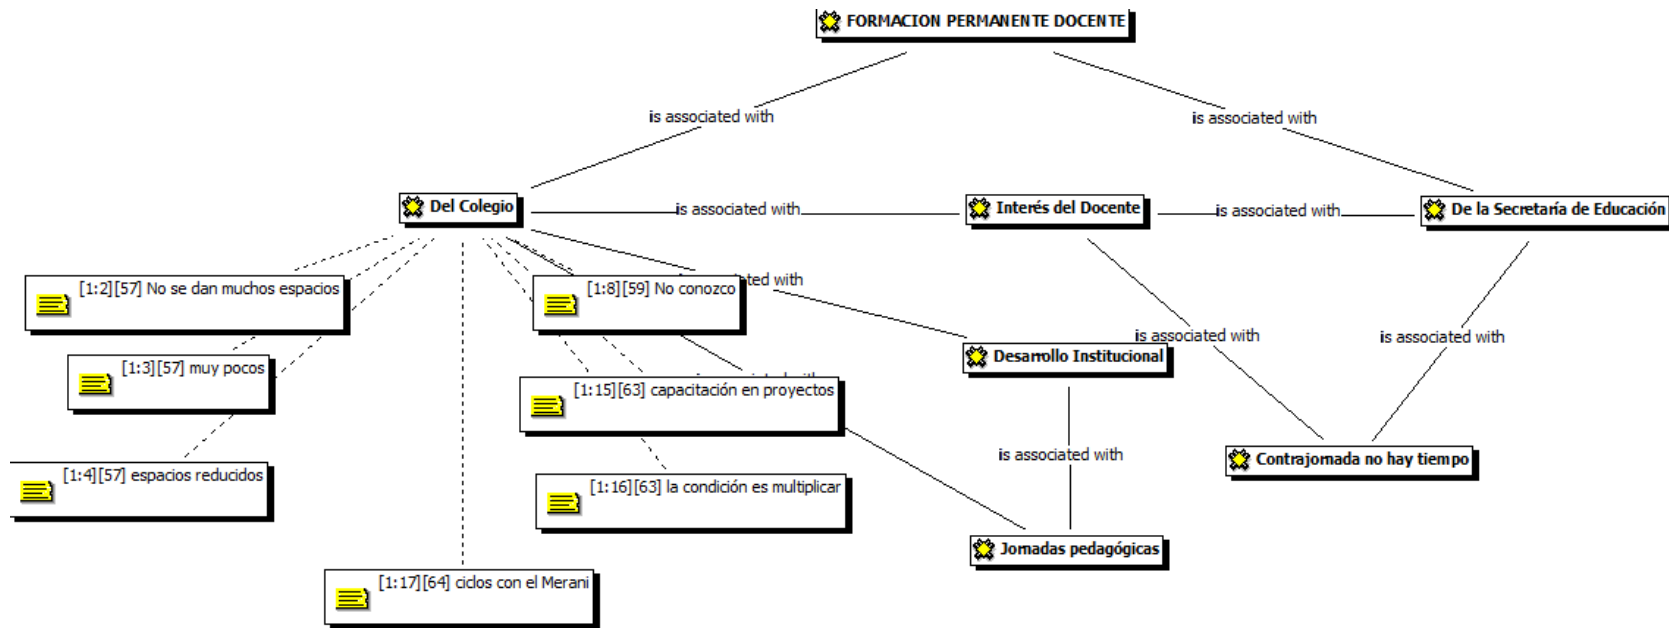 FORMACION PERMANENTE DOCENTE
is associated with
is associated with
Del Colegio
is associated with
Interés del Docente
is associated with
De la Secretaría de Educación
[1:2][57] No se dan muchos espacios
[1:8][59] No conozco
with
is associated with
is associated with
[1:3][57] muy pocos
Desarrollo Institucional
[1:15][63] capacitación en proyectos
is associated with
Contrajornada no hay tiempo
[1:4][57] espacios reducidos
[1:16][63] la condición es multiplicar
Jornadas pedagógicas
[1:17][64] ciclos con el Merani